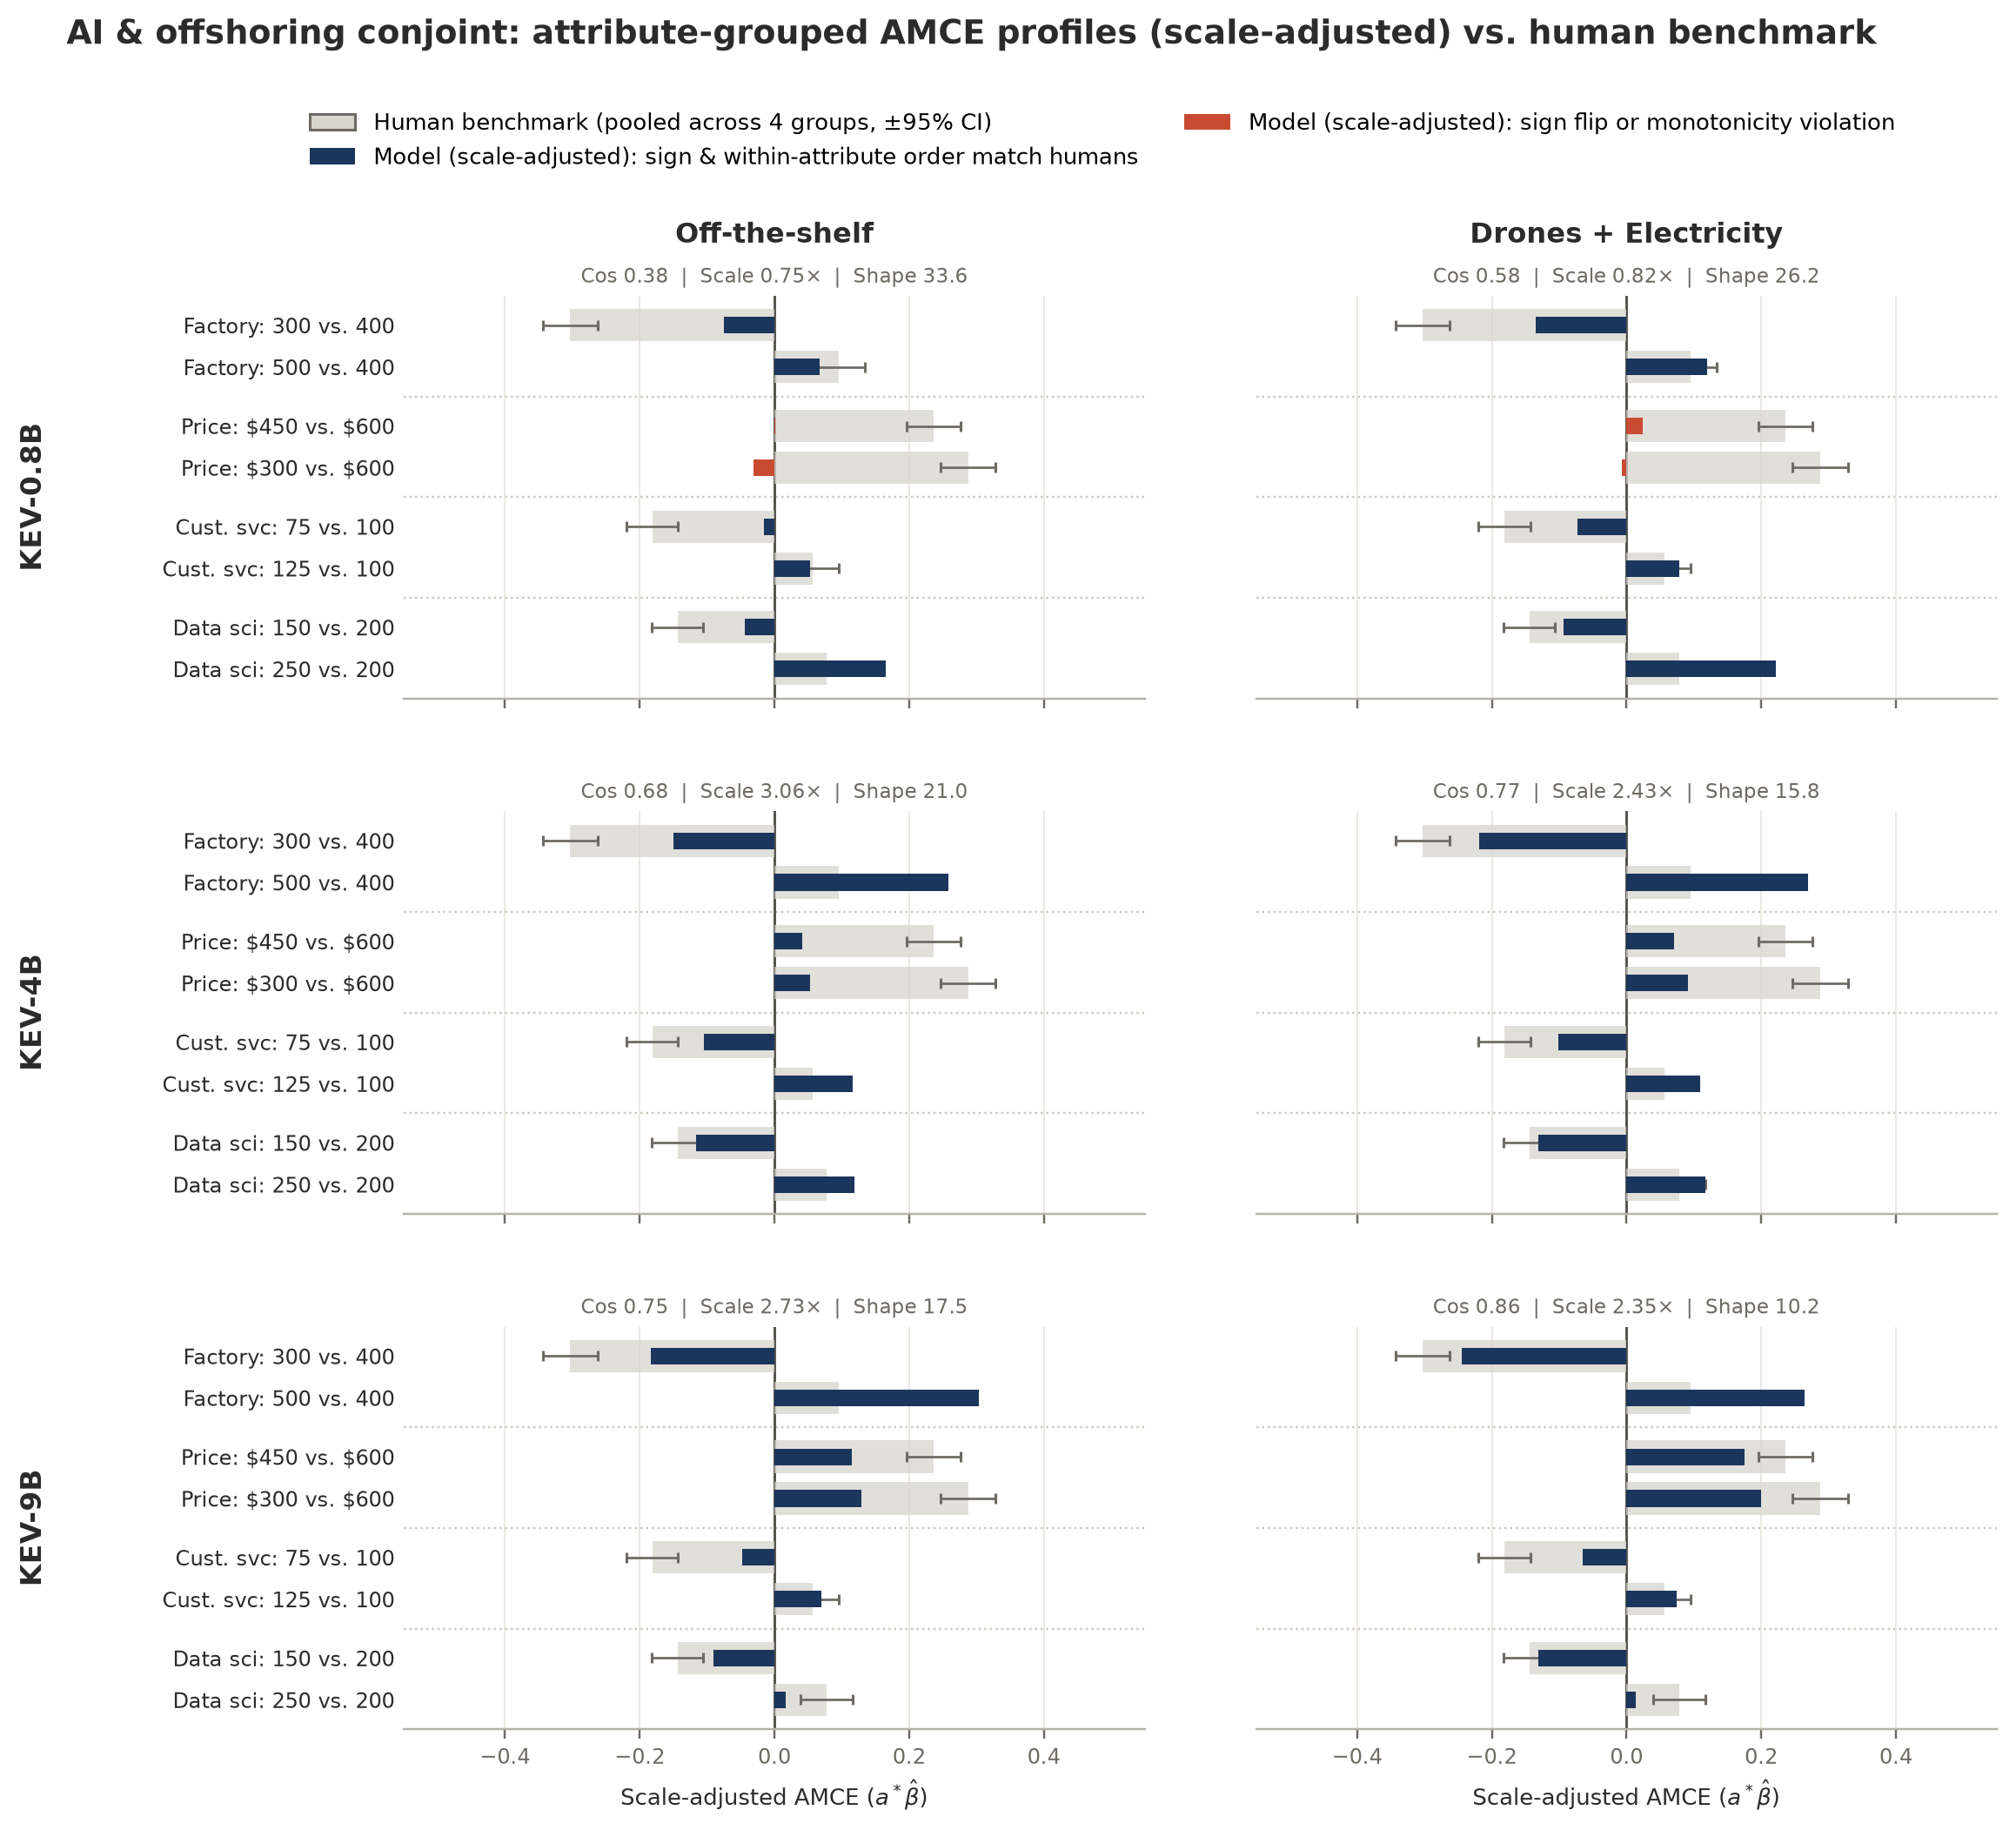 AI & offshoring conjoint: attribute-grouped AMCE profiles (scale-adjusted) vs. human benchmark
Human benchmark (pooled across 4 groups, ±95% CI)
Model (scale-adjusted): sign & within-attribute order match humans
Model (scale-adjusted): sign flip or monotonicity violation
Off-the-shelf
Drones + Electricity
KEV-0.8B
Cos 0.38 | Scale 0.75× | Shape 33.6
Cos 0.58 | Scale 0.82× | Shape 26.2
Factory: 300 vs. 400
Factory: 500 vs. 400
Price: $450 vs. $600
Price: $300 vs. $600
Cust. svc: 75 vs. 100
Cust. svc: 125 vs. 100
Data sci: 150 vs. 200
Data sci: 250 vs. 200
KEV-4B
Cos 0.68 | Scale 3.06× | Shape 21.0
Cos 0.77 | Scale 2.43× | Shape 15.8
Factory: 300 vs. 400
Factory: 500 vs. 400
Price: $450 vs. $600
Price: $300 vs. $600
Cust. svc: 75 vs. 100
Cust. svc: 125 vs. 100
Data sci: 150 vs. 200
Data sci: 250 vs. 200
KEV-9B
Cos 0.75 | Scale 2.73× | Shape 17.5
Cos 0.86 | Scale 2.35× | Shape 10.2
Factory: 300 vs. 400
Factory: 500 vs. 400
Price: $450 vs. $600
Price: $300 vs. $600
Cust. svc: 75 vs. 100
Cust. svc: 125 vs. 100
Data sci: 150 vs. 200
Data sci: 250 vs. 200
−0.4 −0.2 0.0 0.2 0.4
−0.4 −0.2 0.0 0.2 0.4
Scale-adjusted AMCE (a*β̂)
Scale-adjusted AMCE (a*β̂)